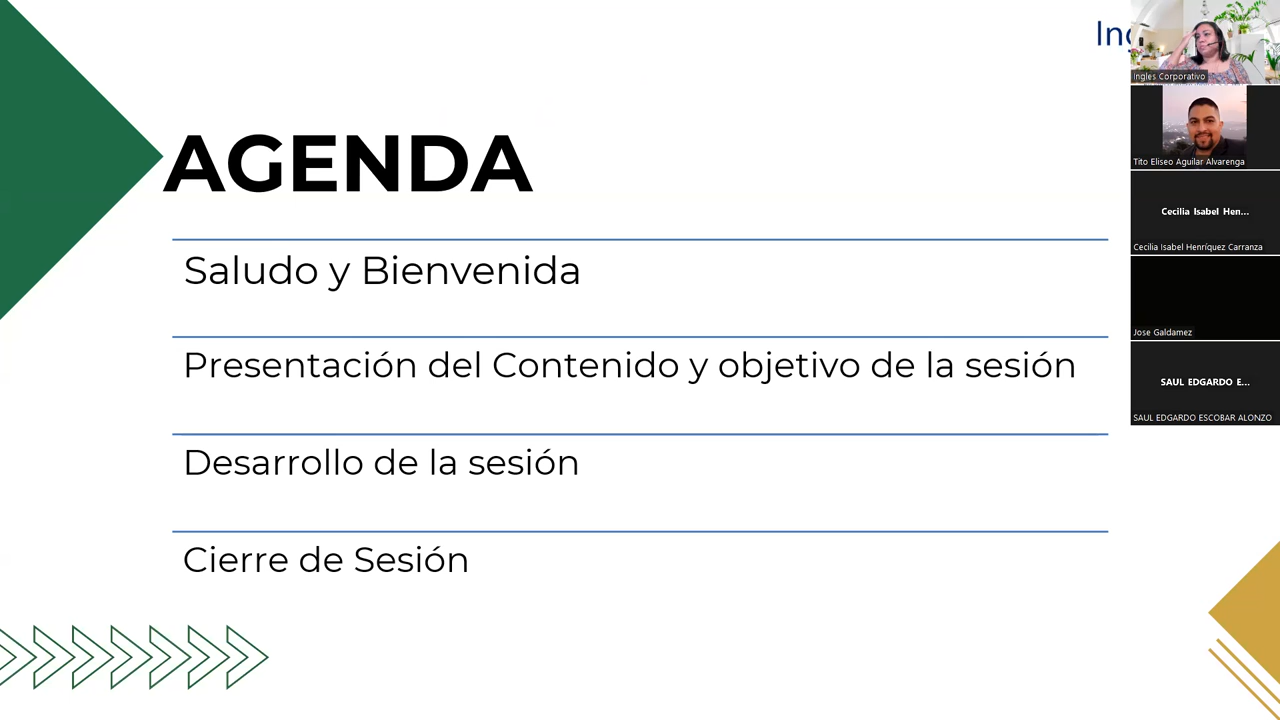 AGENDA
Saludo y Bienvenida
Presentación del Contenido y objetivo de la sesión
Desarrollo de la sesión
Cierre de Sesión
Ingles Corporativo
Tito Eliseo Aguilar Alvarenga
Cecilia Isabel Hen...
Cecilia Isabel Henríquez Carranza
Jose Galdamez
SAUL EDGARDO E...
SAUL EDGARDO ESCOBAR ALONZO